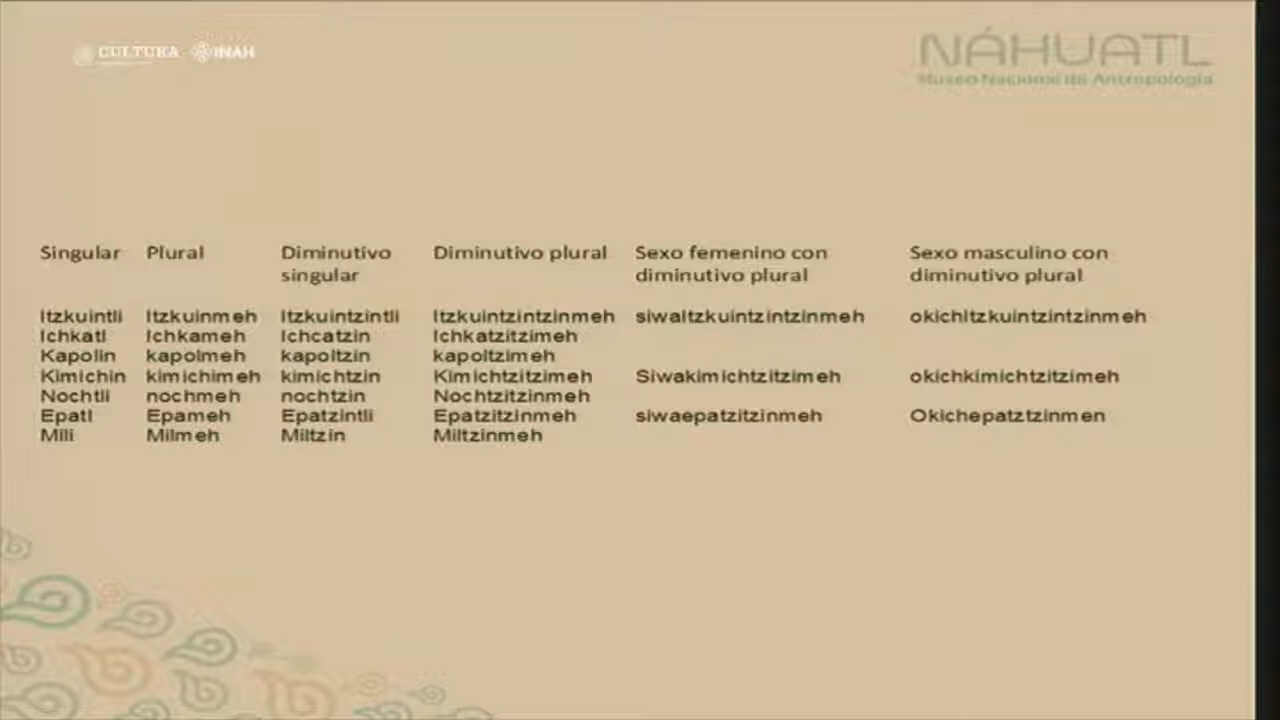 CULTURA INAH
NÁHUATL
Museo Nacional de Antropología
Singular Plural Diminutivo singular Diminutivo plural Sexo femenino con diminutivo plural Sexo masculino con diminutivo plural
Itzkuintli Itzkuinmeh Itzkuintzintli Itzkuintzintzinmeh siwaItzkuintzintzinmeh okichItzkuintzintzinmeh
Ichkatl Ichkameh Ichcatzin Ichkatzitzimeh
Kapolin kapolmeh kapoltzin kapoltzimeh
Kimichin kimichimeh kimichtzin Kimichtzitzimeh Siwakimichtzitzimeh okichkimichtzitzimeh
Nochtli nochmeh nochtzin Nochtzitzinmeh
Epatl Epameh Epatzintli Epatzitzinmeh siwaepatzitzinmeh Okichepatztzinmen
Mili Milmeh Miltzin Miltzinmeh